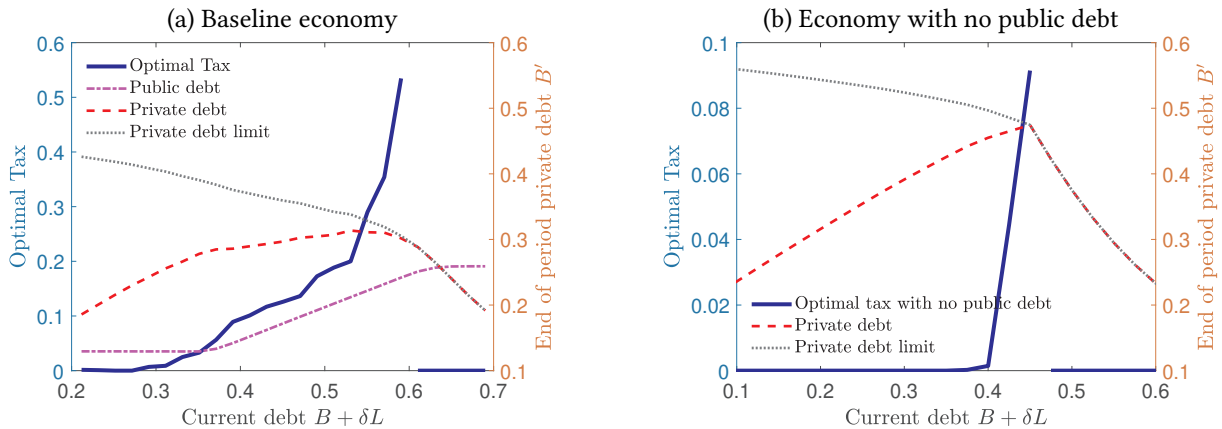 (a) Baseline economy
0.6
0.5
0.4
0.3
0.2
0.1
0
Optimal Tax
Optimal Tax
Public debt
Private debt
Private debt limit
0.6
0.5
0.4
0.3
0.2
0.1
End of period private debt B′
0.2 0.3 0.4 0.5 0.6 0.7
Current debt B + δL
(b) Economy with no public debt
0.1
0.08
0.06
0.04
0.02
0
Optimal Tax
Optimal tax with no public debt
Private debt
Private debt limit
0.6
0.5
0.4
0.3
0.2
0.1
End of period private debt B′
0.1 0.2 0.3 0.4 0.5 0.6
Current debt B + δL